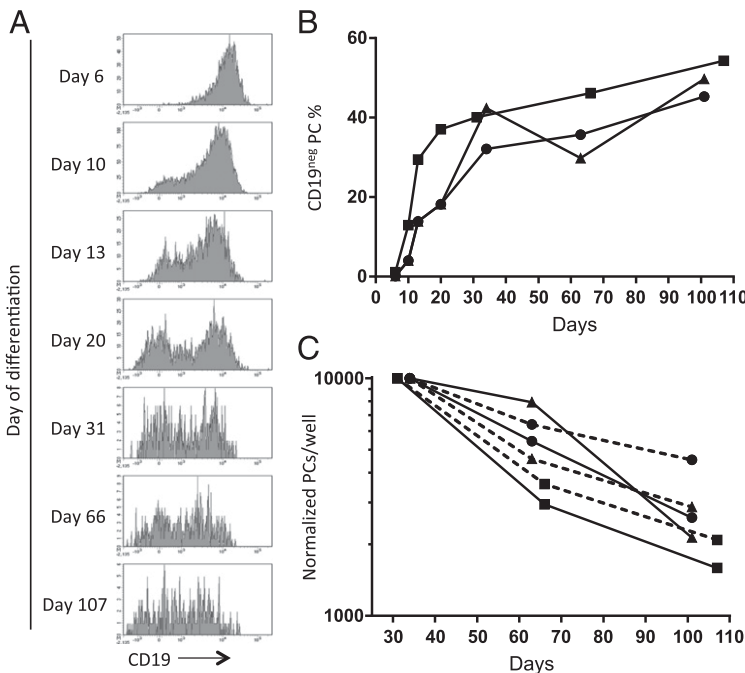 A
Day of differentiation
Day 6
Day 10
Day 13
Day 20
Day 31
Day 66
Day 107
CD19
B
CD19neg PC %
60
40
20
0
0 10 20 30 40 50 60 70 80 90 100 110
Days
C
Normalized PCs/well
10000
1000
30 40 50 60 70 80 90 100 110
Days